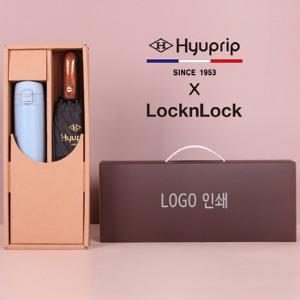 Hyuprip
SINCE 1953
X
LocknLock
Hyuprip
LOGO 인쇄